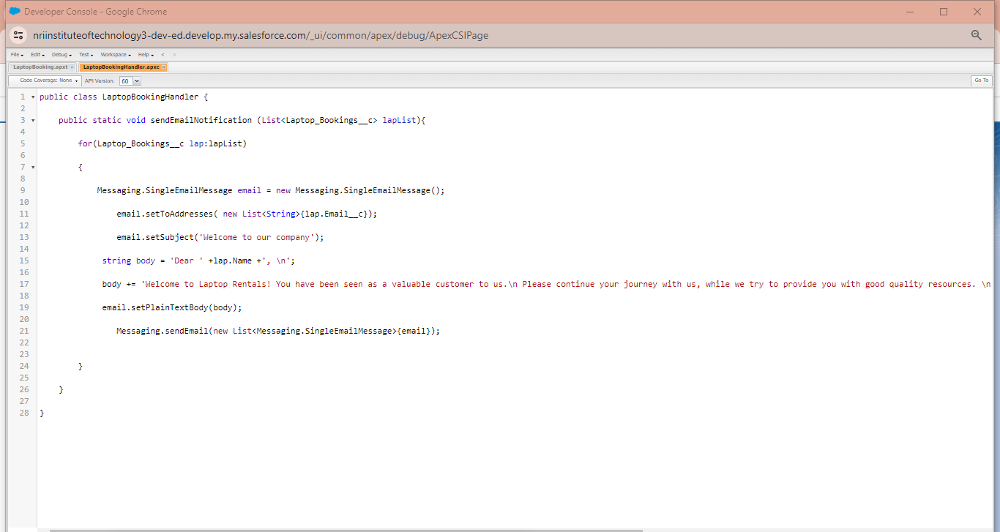 Developer Console - Google Chrome
nriinstituteoftechnology3-dev-ed.develop.my.salesforce.com/_ui/common/apex/debug/ApexCSIPage
File Edit Debug Test Workspace Help < >
LaptopBooking.apxt LaptopBookingHandler.apxc
Code Coverage: None API Version: 60 Go To
1 public class LaptopBookingHandler {
2
3 public static void sendEmailNotification (List<Laptop_Bookings__c> lapList){
4
5 for(Laptop_Bookings__c lap:lapList)
6
7 {
8
9 Messaging.SingleEmailMessage email = new Messaging.SingleEmailMessage();
10
11 email.setToAddresses( new List<String>{lap.Email__c});
12
13 email.setSubject('Welcome to our company');
14
15 string body = 'Dear ' +lap.Name +', \n';
16
17 body += 'Welcome to Laptop Rentals! You have been seen as a valuable customer to us.\n Please continue your journey with us, while we try to provide you with good quality resources. \n
18
19 email.setPlainTextBody(body);
20
21 Messaging.sendEmail(new List<Messaging.SingleEmailMessage>{email});
22
23
24 }
25
26 }
27
28 }